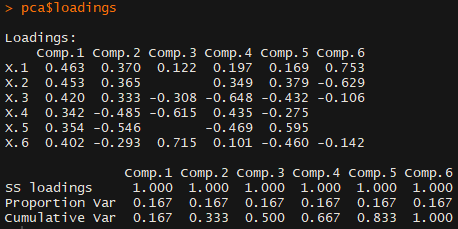 > pca$loadings
Loadings:
    Comp.1 Comp.2 Comp.3 Comp.4 Comp.5 Comp.6
X.1  0.463  0.370  0.122  0.197  0.169  0.753
X.2  0.453  0.365         0.349  0.379 -0.629
X.3  0.420  0.333 -0.308 -0.648 -0.432 -0.106
X.4  0.342 -0.485 -0.615  0.435 -0.275
X.5  0.354 -0.546        -0.469  0.595
X.6  0.402 -0.293  0.715  0.101 -0.460 -0.142
               Comp.1 Comp.2 Comp.3 Comp.4 Comp.5 Comp.6
SS loadings     1.000  1.000  1.000  1.000  1.000  1.000
Proportion Var  0.167  0.167  0.167  0.167  0.167  0.167
Cumulative Var  0.167  0.333  0.500  0.667  0.833  1.000